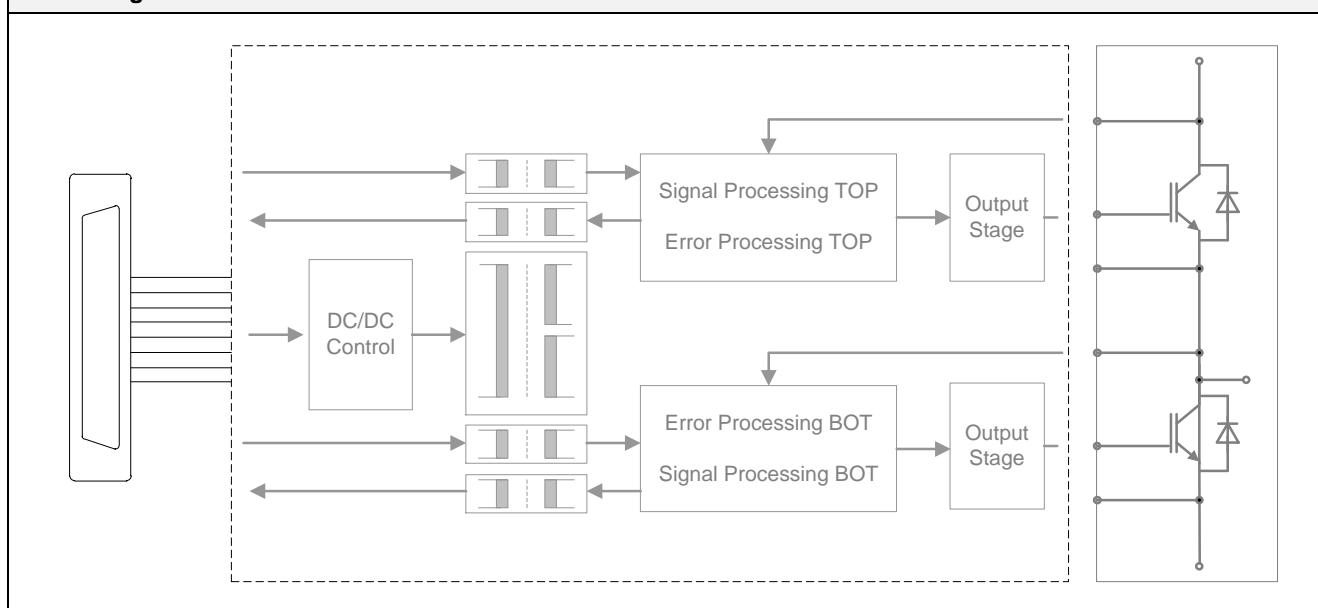 Signal Processing TOP
Error Processing TOP
Output
Stage
DC/DC
Control
Error Processing BOT
Signal Processing BOT
Output
Stage